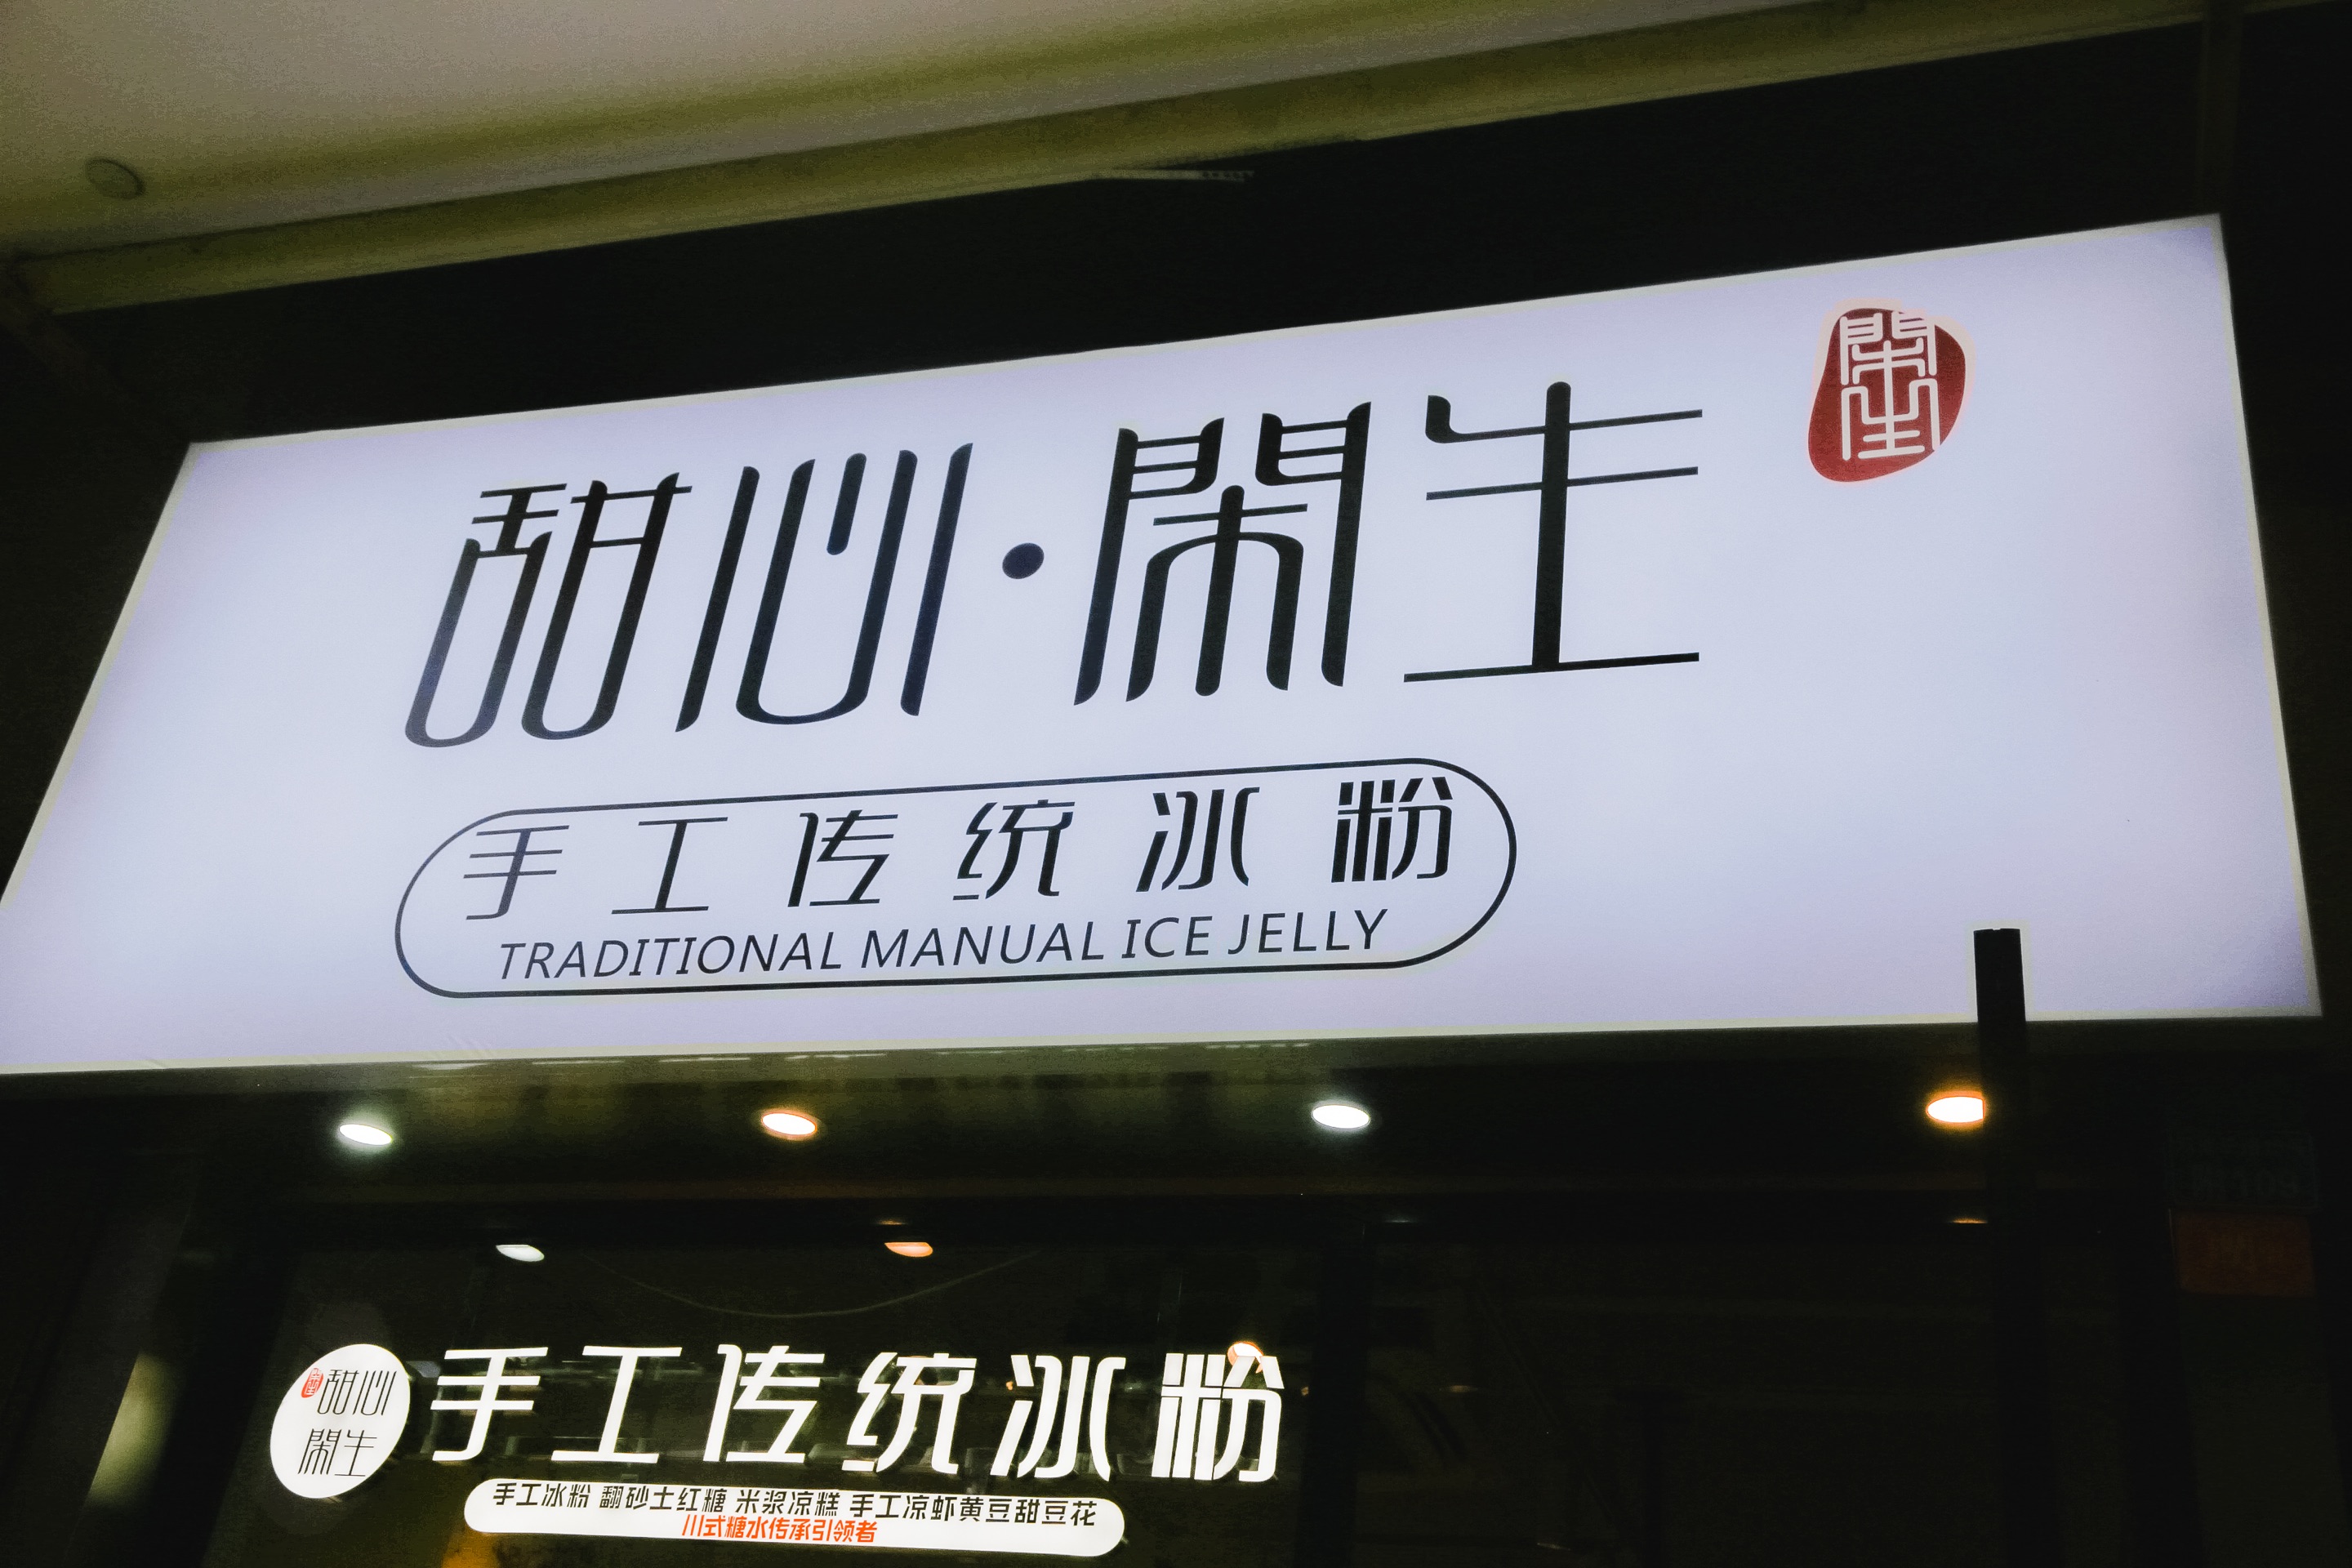 甜心·閑生
閑生
手工传统冰粉
TRADITIONAL MANUAL ICE JELLY
甜心
閑生
手工传统冰粉
手工冰粉 翻砂土红糖 米浆凉糕 手工凉虾黄豆甜豆花
川式糖水传承引领者